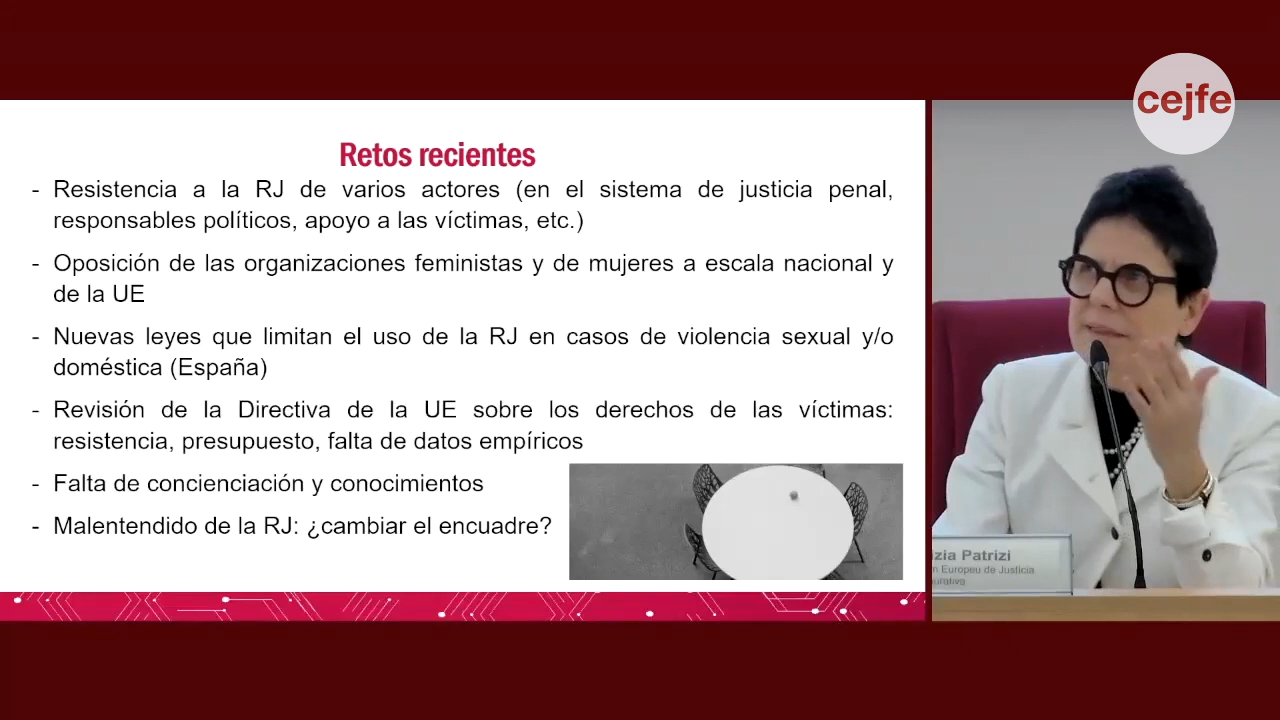 cejfe
Retos recientes
- Resistencia a la RJ de varios actores (en el sistema de justicia penal,
responsables políticos, apoyo a las víctimas, etc.)
- Oposición de las organizaciones feministas y de mujeres a escala nacional y
de la UE
- Nuevas leyes que limitan el uso de la RJ en casos de violencia sexual y/o
doméstica (España)
- Revisión de la Directiva de la UE sobre los derechos de las víctimas:
resistencia, presupuesto, falta de datos empíricos
- Falta de concienciación y conocimientos
- Malentendido de la RJ: ¿cambiar el encuadre?
izia Patrizi
m Europeu de Justicia
aurativa